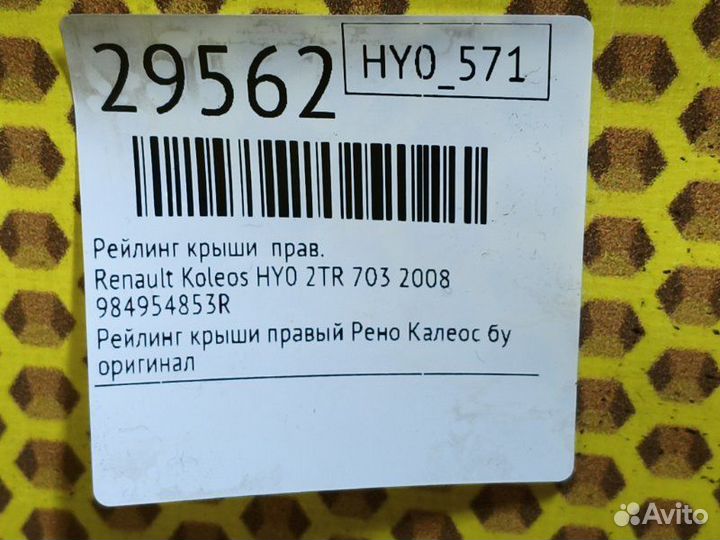 29562
HY0_571
Рейлинг крыши прав.
Renault Koleos HY0 2TR 703 2008
984954853R
Рейлинг крыши правый Рено Калеос бу
оригинал
Avito